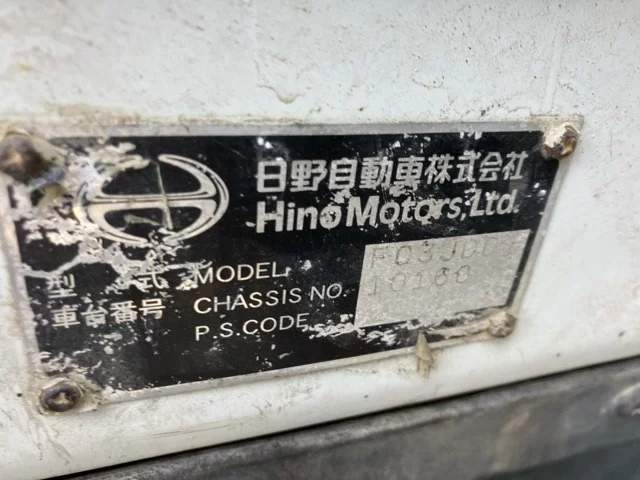 日野自動車株式会社
Hino Motors, Ltd.
型 式 MODEL
車台番号 CHASSIS NO. 10160
P.S.CODE